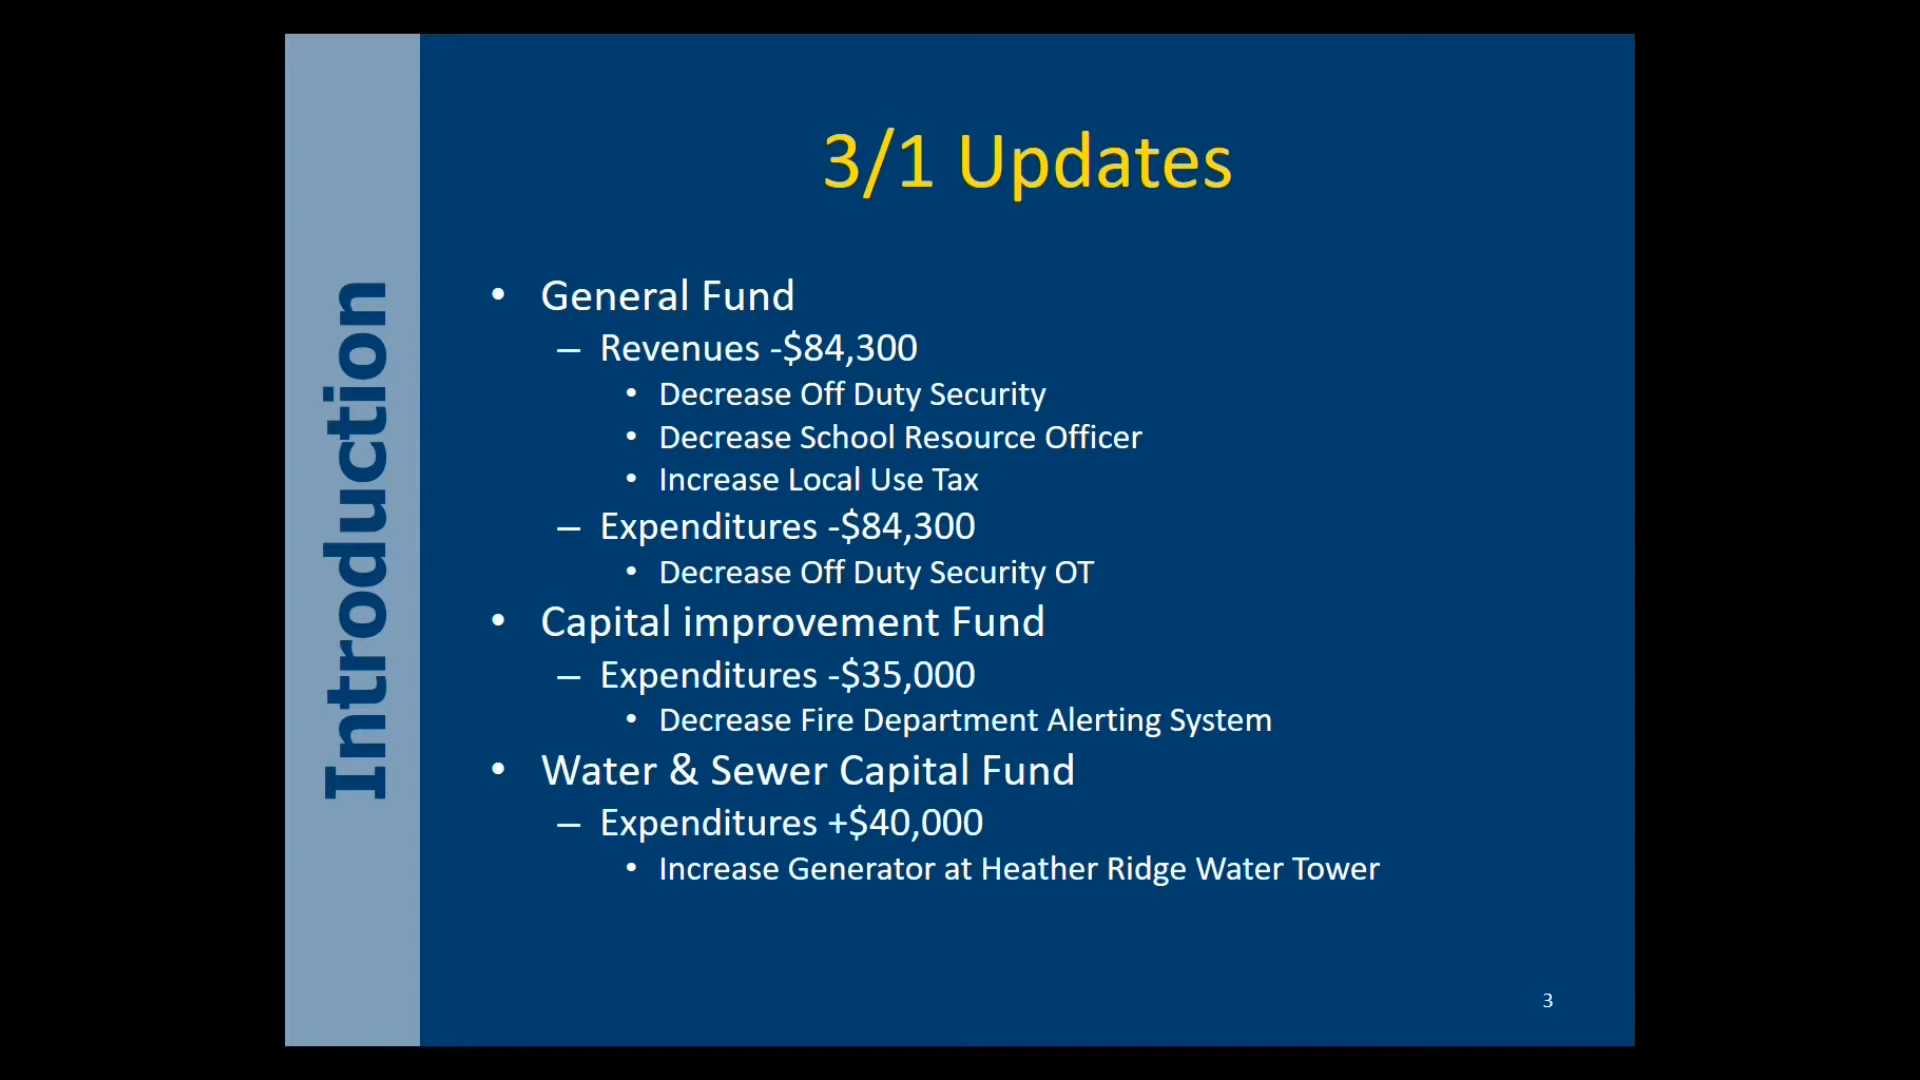 Introduction
3/1 Updates
• General Fund
– Revenues -$84,300
• Decrease Off Duty Security
• Decrease School Resource Officer
• Increase Local Use Tax
– Expenditures -$84,300
• Decrease Off Duty Security OT
• Capital improvement Fund
– Expenditures -$35,000
• Decrease Fire Department Alerting System
• Water & Sewer Capital Fund
– Expenditures +$40,000
• Increase Generator at Heather Ridge Water Tower
3